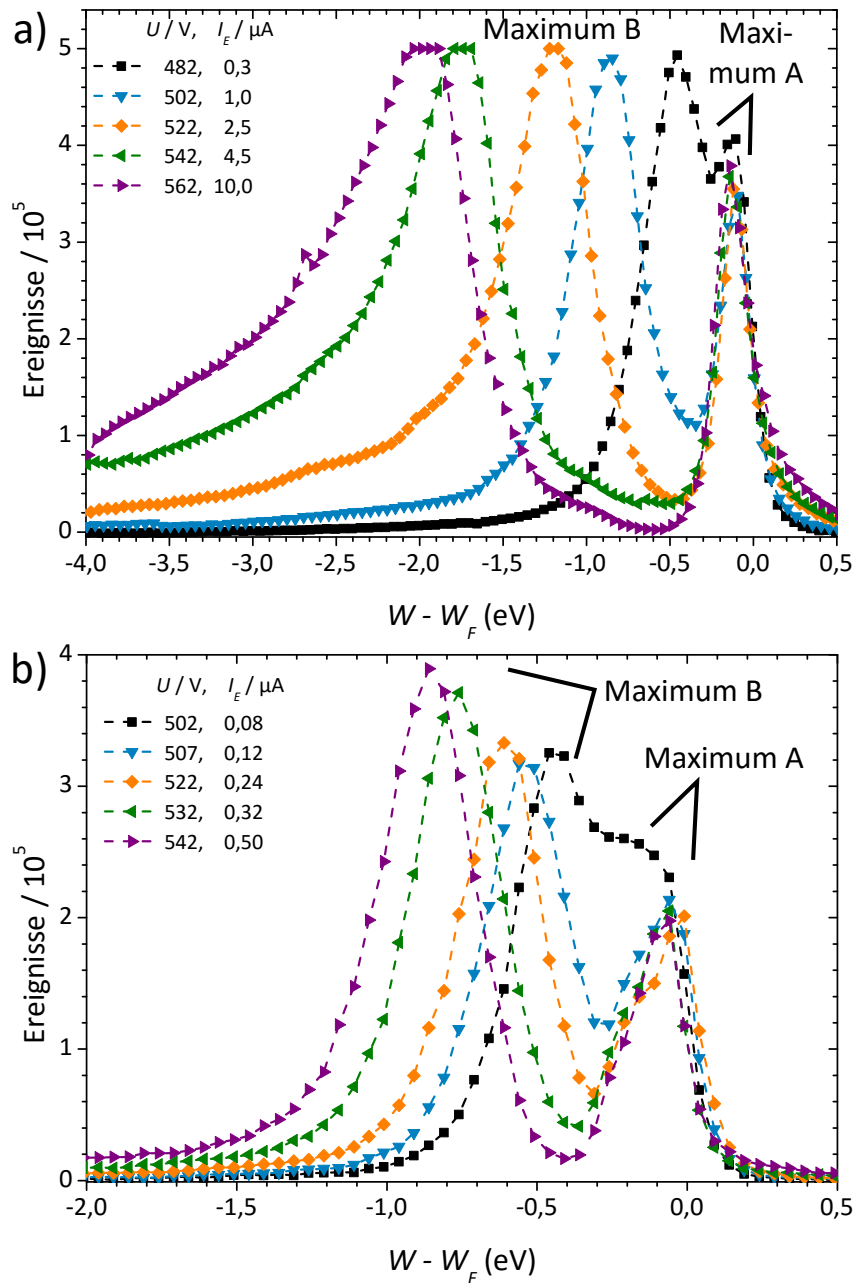 a)
U / V, I_E / µA
482, 0,3
502, 1,0
522, 2,5
542, 4,5
562, 10,0
Maximum B
Maxi-
mum A
5
4
3
2
1
0
Ereignisse / 10⁵
-4,0 -3,5 -3,0 -2,5 -2,0 -1,5 -1,0 -0,5 0,0 0,5
W - W_F (eV)
b)
U / V, I_E / µA
502, 0,08
507, 0,12
522, 0,24
532, 0,32
542, 0,50
Maximum B
Maximum A
4
3
2
1
0
Ereignisse / 10⁵
-2,0 -1,5 -1,0 -0,5 0,0 0,5
W - W_F (eV)